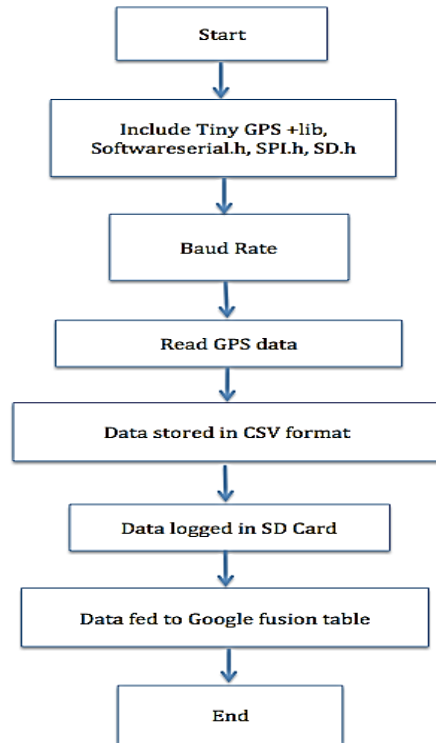 Start
Include Tiny GPS +lib,
Softwareserial.h, SPI.h, SD.h
Baud Rate
Read GPS data
Data stored in CSV format
Data logged in SD Card
Data fed to Google fusion table
End